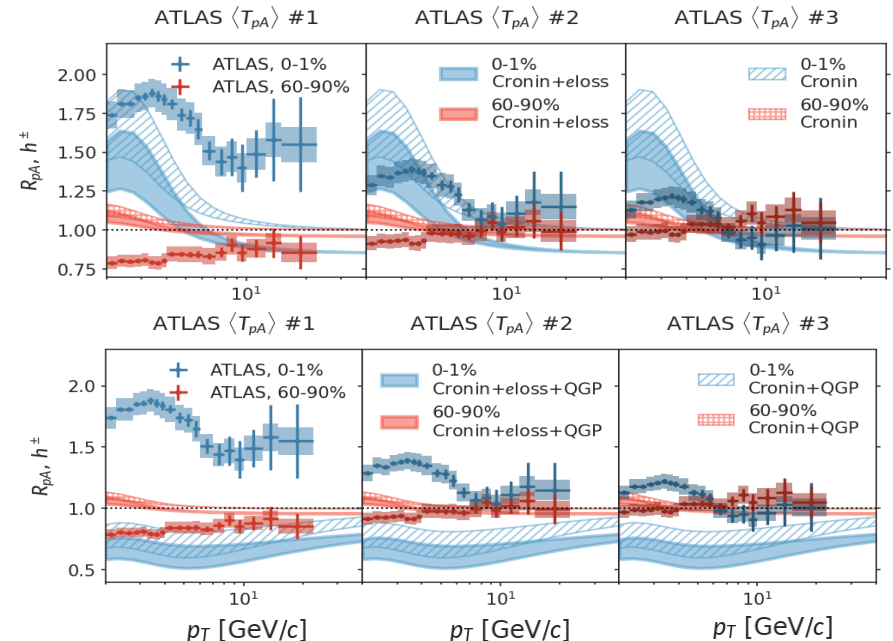 ATLAS ⟨T_pA⟩ #1 ATLAS ⟨T_pA⟩ #2 ATLAS ⟨T_pA⟩ #3
2.00
1.75
1.50
1.25
1.00
0.75
R_pA, h^±
ATLAS, 0-1%
ATLAS, 60-90%
0-1%
Cronin+eloss
60-90%
Cronin+eloss
0-1%
Cronin
60-90%
Cronin
10^1 10^1 10^1
ATLAS ⟨T_pA⟩ #1 ATLAS ⟨T_pA⟩ #2 ATLAS ⟨T_pA⟩ #3
2.0
1.5
1.0
0.5
R_pA, h^±
ATLAS, 0-1%
ATLAS, 60-90%
0-1%
Cronin+eloss+QGP
60-90%
Cronin+eloss+QGP
0-1%
Cronin+QGP
60-90%
Cronin+QGP
10^1 10^1 10^1
p_T [GeV/c] p_T [GeV/c] p_T [GeV/c]